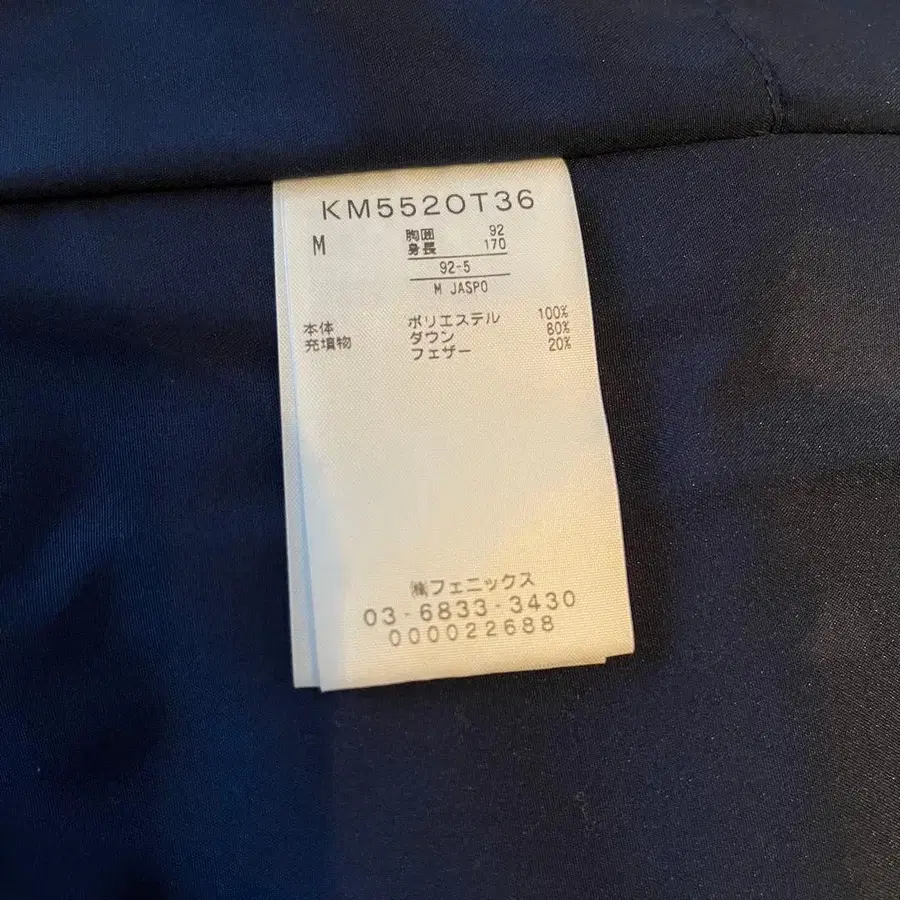 KM5520T36
M 胸囲 92
身長 170
92-5
M JASPO
本体 ポリエステル 100%
充填物 ダウン 80%
フェザー 20%
㈱フェニックス
03-6833-3430
000022688